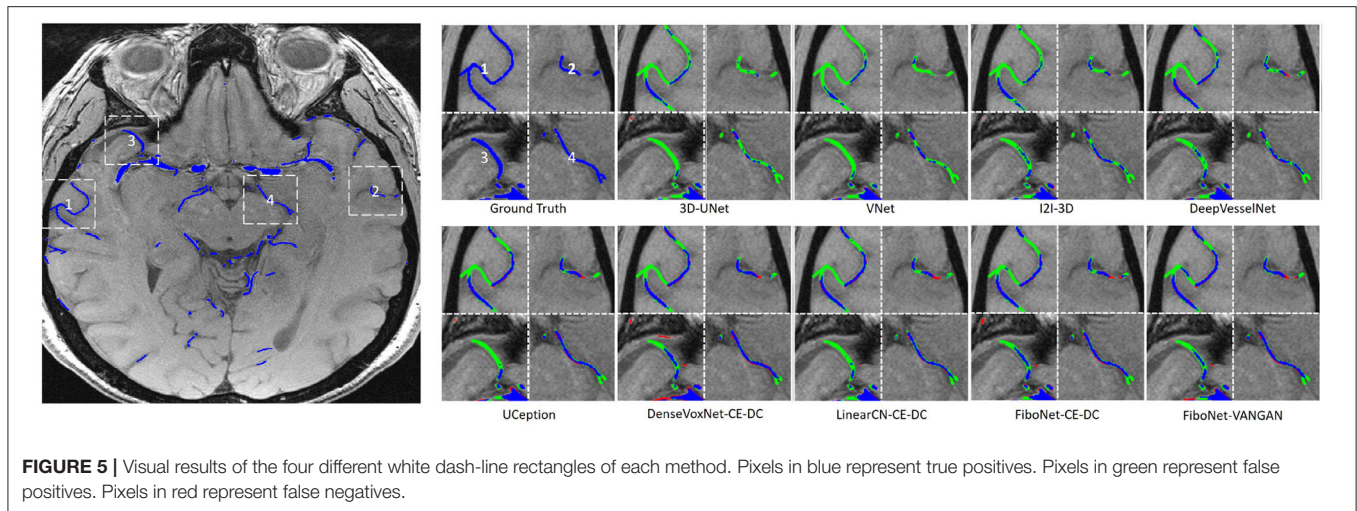 1
2
3
4
1
2
3
4
Ground Truth
3D-UNet
VNet
I2I-3D
DeepVesselNet
UCeption
DenseVoxNet-CE-DC
LinearCN-CE-DC
FiboNet-CE-DC
FiboNet-VANGAN
FIGURE 5 | Visual results of the four different white dash-line rectangles of each method. Pixels in blue represent true positives. Pixels in green represent false
positives. Pixels in red represent false negatives.